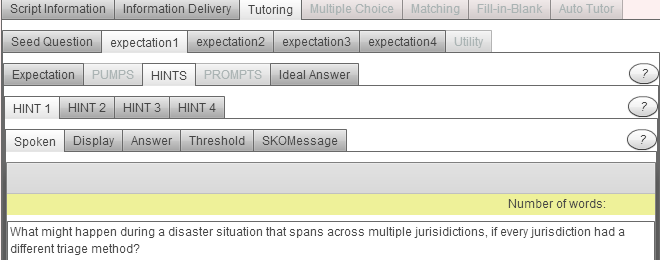 Script Information Information Delivery Tutoring Multiple Choice Matching Fill-in-Blank Auto Tutor
Seed Question expectation1 expectation2 expectation3 expectation4 Utility
Expectation PUMPS HINTS PROMPTS Ideal Answer ?
HINT 1 HINT 2 HINT 3 HINT 4 ?
Spoken Display Answer Threshold SKOMessage ?
Number of words:
What might happen during a disaster situation that spans across multiple jurisidictions, if every jurisdiction had a
different triage method?